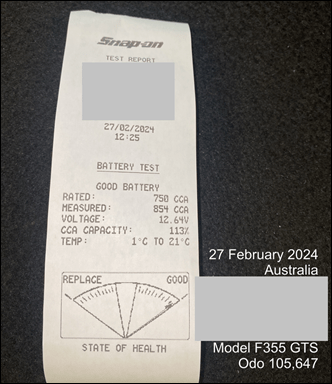 Snap-on
TEST REPORT
27/02/2024
12:25
BATTERY TEST
GOOD BATTERY
RATED: 750 CCA
MEASURED: 854 CCA
VOLTAGE: 12.64V
CCA CAPACITY: 113%
TEMP: 1°C TO 21°C
REPLACE GOOD
STATE OF HEALTH
27 February 2024
Australia
Model F355 GTS
Odo 105,647